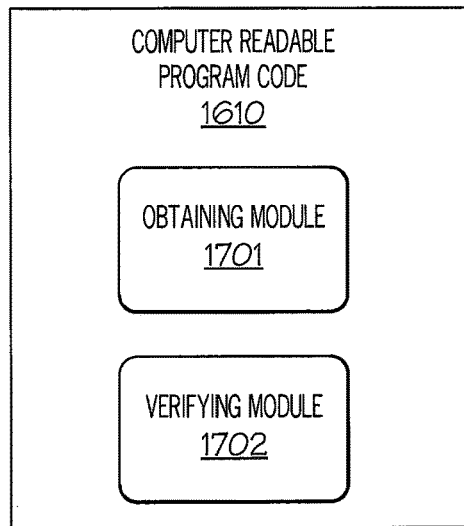 COMPUTER READABLE
PROGRAM CODE
1610
OBTAINING MODULE
1701
VERIFYING MODULE
1702